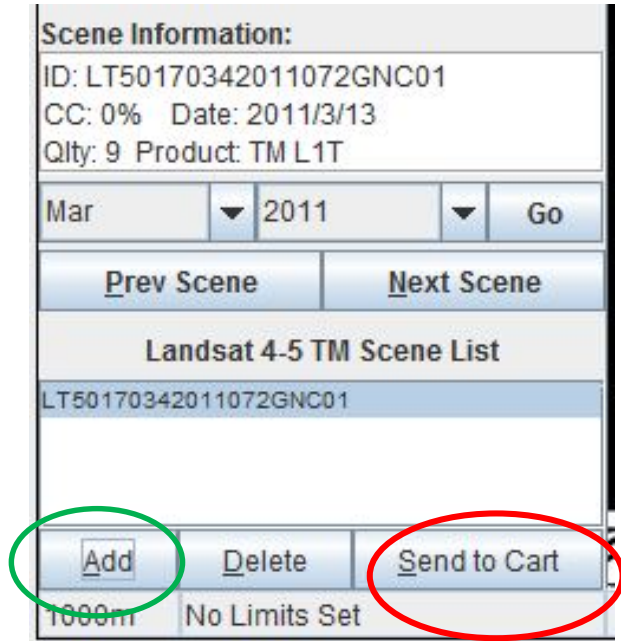 Scene Information:
ID: LT50170342011072GNC01
CC: 0% Date: 2011/3/13
Qlty: 9 Product: TM L1T
Mar 2011 Go
Prev Scene Next Scene
Landsat 4-5 TM Scene List
LT50170342011072GNC01
Add Delete Send to Cart
1000m No Limits Set